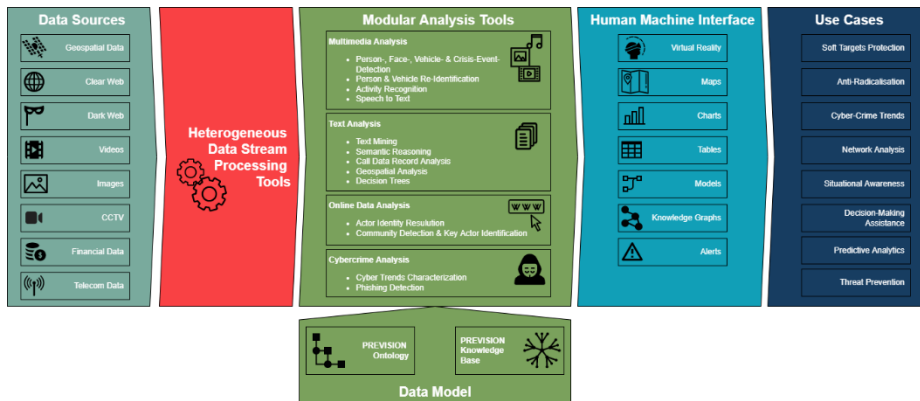 Data Sources
Geospatial Data
Clear Web
Dark Web
Videos
Images
CCTV
Financial Data
Telecom Data
Heterogeneous
Data Stream
Processing
Tools
Modular Analysis Tools
Multimedia Analysis
• Person-, Face-, Vehicle- & Crisis-Event-
Detection
• Person & Vehicle Re-Identification
• Activity Recognition
• Speech to Text
Text Analysis
• Text Mining
• Semantic Reasoning
• Call Data Record Analysis
• Geospatial Analysis
• Decision Trees
Online Data Analysis
WWW
• Actor Identity Resulution
• Community Detection & Key Actor Identification
Cybercrime Analysis
• Cyber Trends Characterization
• Phishing Detection
Human Machine Interface
Virtual Reality
Maps
Charts
Tables
Models
Knowledge Graphs
Alerts
Use Cases
Soft Targets Protection
Anti-Radicalisation
Cyber-Crime Trends
Network Analysis
Situational Awareness
Decision-Making
Assistance
Predictive Analytics
Threat Prevention
PREVISION
Ontology
PREVISION
Knowledge
Base
Data Model